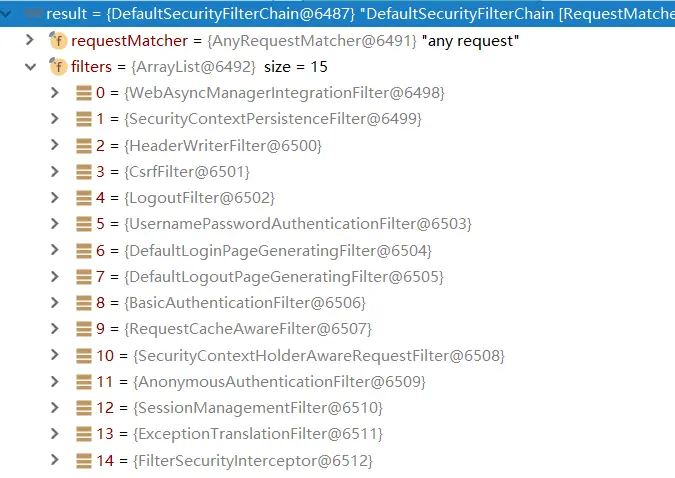 result = {DefaultSecurityFilterChain@6487} "DefaultSecurityFilterChain [RequestMatche
requestMatcher = {AnyRequestMatcher@6491} "any request"
filters = {ArrayList@6492} size = 15
0 = {WebAsyncManagerIntegrationFilter@6498}
1 = {SecurityContextPersistenceFilter@6499}
2 = {HeaderWriterFilter@6500}
3 = {CsrfFilter@6501}
4 = {LogoutFilter@6502}
5 = {UsernamePasswordAuthenticationFilter@6503}
6 = {DefaultLoginPageGeneratingFilter@6504}
7 = {DefaultLogoutPageGeneratingFilter@6505}
8 = {BasicAuthenticationFilter@6506}
9 = {RequestCacheAwareFilter@6507}
10 = {SecurityContextHolderAwareRequestFilter@6508}
11 = {AnonymousAuthenticationFilter@6509}
12 = {SessionManagementFilter@6510}
13 = {ExceptionTranslationFilter@6511}
14 = {FilterSecurityInterceptor@6512}